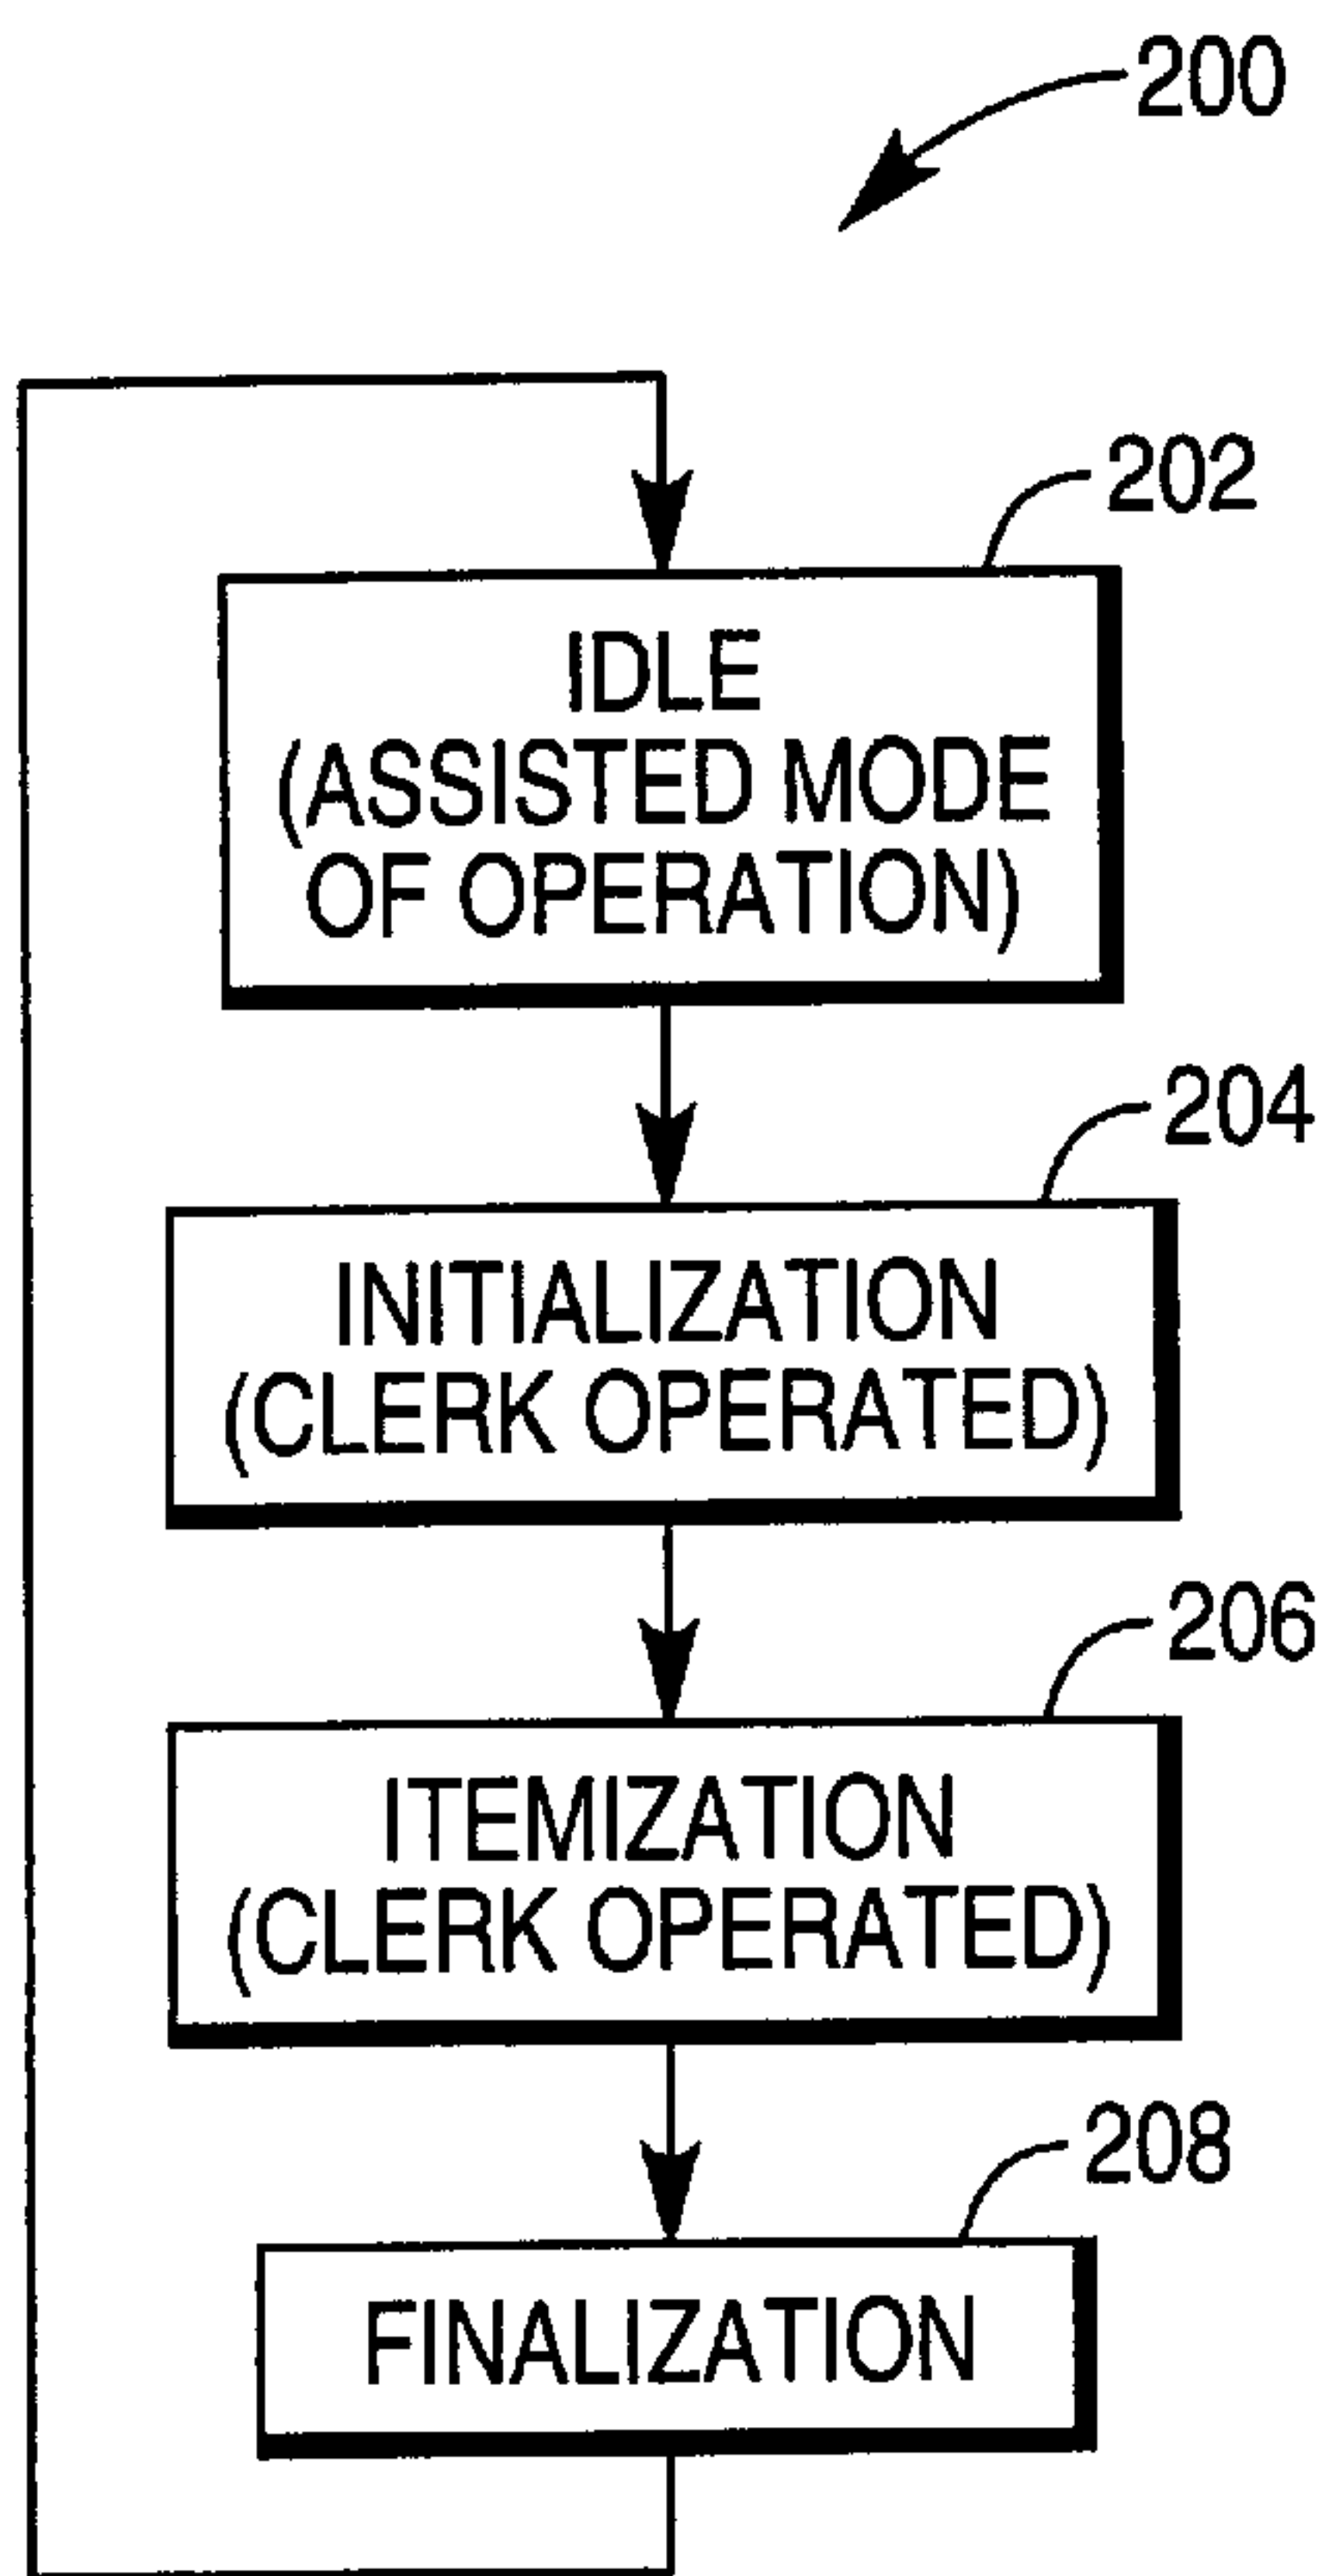 200
202
IDLE
(ASSISTED MODE
OF OPERATION)
204
INITIALIZATION
(CLERK OPERATED)
206
ITEMIZATION
(CLERK OPERATED)
208
FINALIZATION